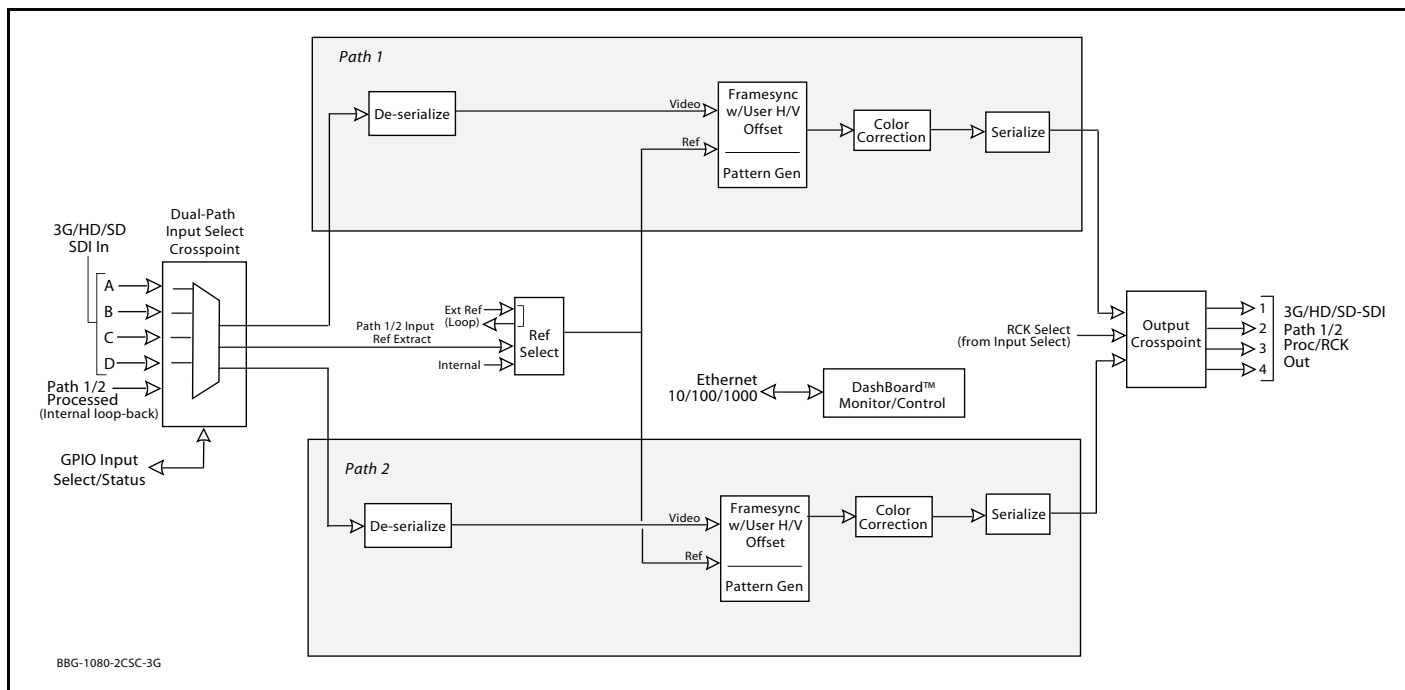 Path 1
De-serialize
Video
Ref
Framesync
w/User H/V
Offset
Pattern Gen
Color
Correction
Serialize
Dual-Path
Input Select
Crosspoint
3G/HD/SD
SDI In
A
B
C
D
Path 1/2
Processed
(Internal loop-back)
GPIO Input
Select/Status
Path 1/2 Input
Ref Extract
Ext Ref
(Loop)
Internal
Ref
Select
Ethernet
10/100/1000
DashBoard™
Monitor/Control
RCK Select
(from Input Select)
Output
Crosspoint
1
2
3
4
3G/HD/SD-SDI
Path 1/2
Proc/RCK
Out
Path 2
De-serialize
Video
Ref
Framesync
w/User H/V
Offset
Pattern Gen
Color
Correction
Serialize
BBG-1080-2CSC-3G